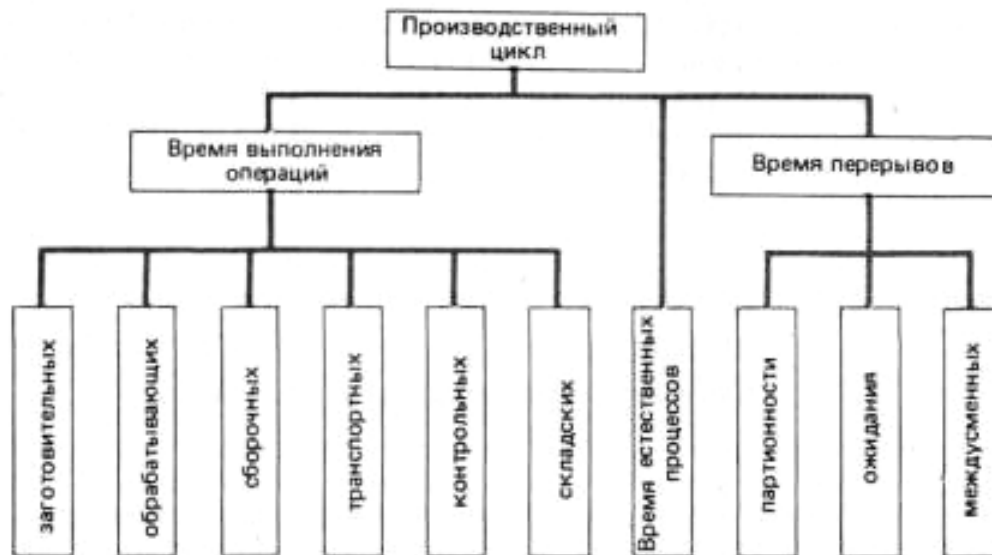 Производственный
цикл
Время выполнения
операций
Время перерывов
заготовительных
обрабатывающих
сборочных
транспортных
контрольных
складских
Время естественных
процессов
партионности
ожидания
междусменных